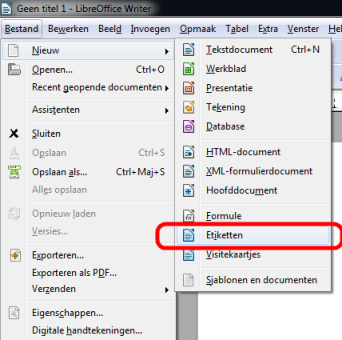 Geen titel 1 - LibreOffice Writer
Bestand Bewerken Beeld Invoegen Opmaak Tabel Extra Venster Hel
Nieuw
Openen... Ctrl+O
Recent geopende documenten
Assistenten
Sluiten
Opslaan Ctrl+S
Opslaan als... Ctrl+Maj+S
Alles opslaan
Opnieuw laden
Versies...
Exporteren...
Exporteren als PDF...
Verzenden
Eigenschappen...
Digitale handtekeningen...
Tekstdocument Ctrl+N
Werkblad
Presentatie
Tekening
Database
HTML-document
XML-formulierdocument
Hoofddocument
Formule
Etiketten
Visitekaartjes
Sjablonen en documenten